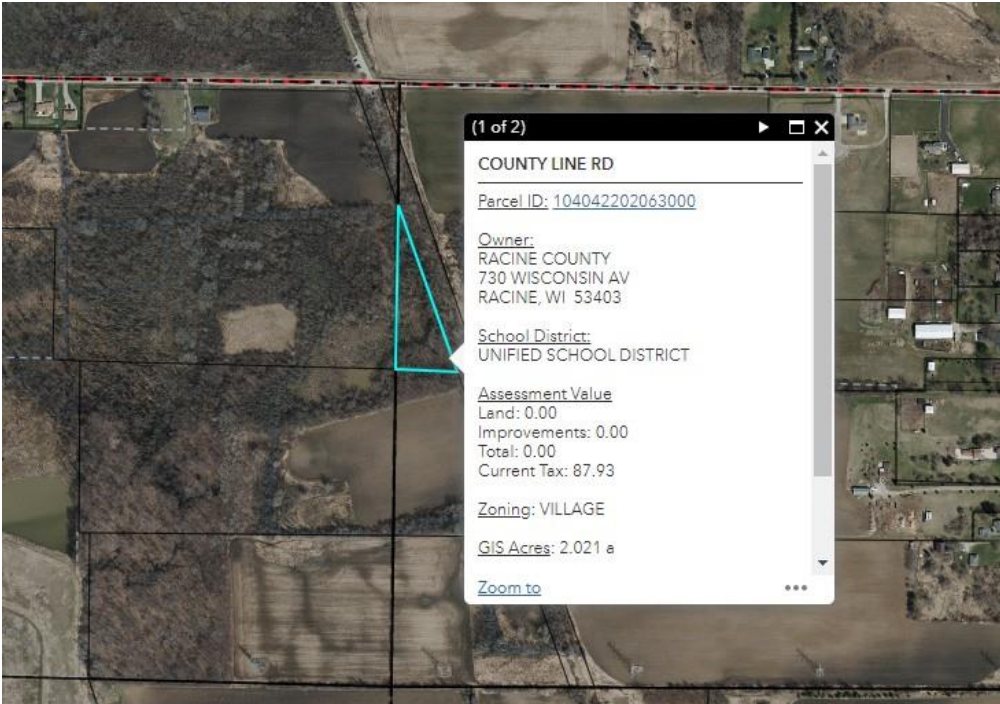 (1 of 2)
COUNTY LINE RD
Parcel ID: 104042202063000
Owner:
RACINE COUNTY
730 WISCONSIN AV
RACINE, WI  53403
School District:
UNIFIED SCHOOL DISTRICT
Assessment Value
Land: 0.00
Improvements: 0.00
Total: 0.00
Current Tax: 87.93
Zoning: VILLAGE
GIS Acres: 2.021 a
Zoom to